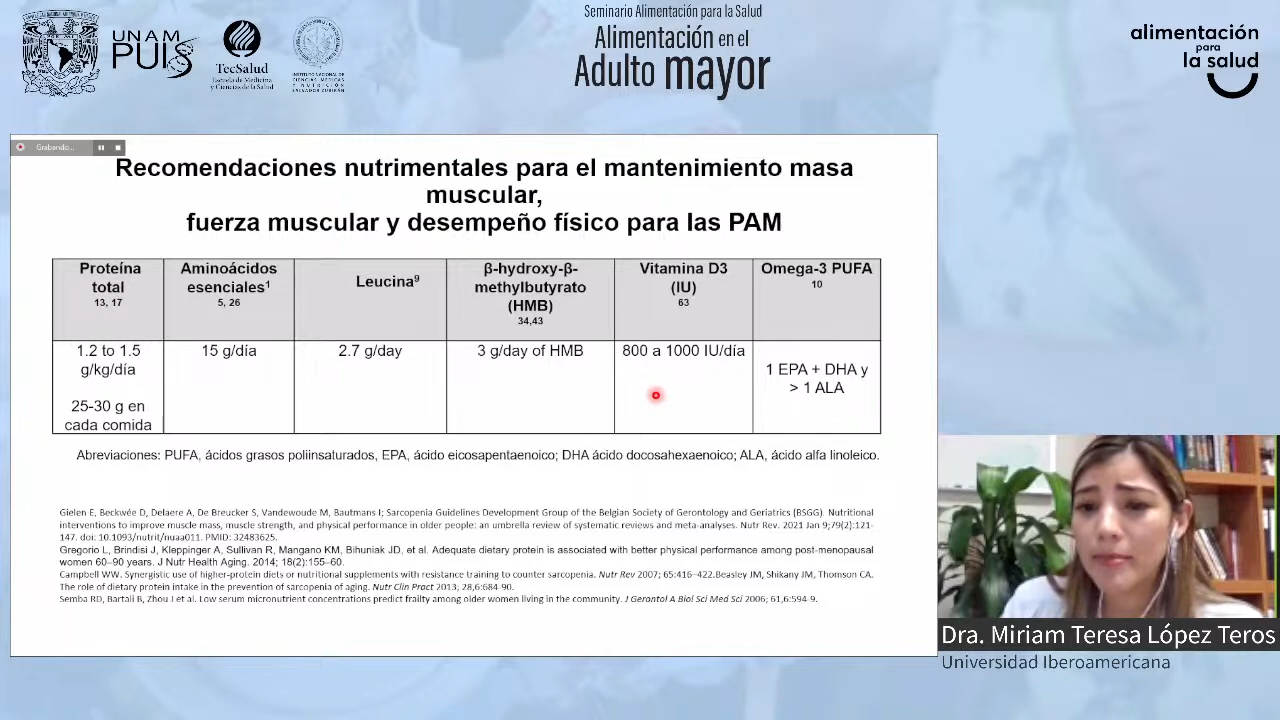 UNAM
PUIS
TecSalud
Escuela de Medicina
y Ciencias de la Salud
INSTITUTO NACIONAL DE
CIENCIAS MÉDICAS
Y NUTRICIÓN
SALVADOR ZUBIRÁN
Seminario Alimentación para la Salud
Alimentación en el
Adulto mayor
alimentación
para
la salud
Grabando...
Recomendaciones nutrimentales para el mantenimiento masa
muscular,
fuerza muscular y desempeño físico para las PAM
Proteína total 13, 17
Aminoácidos esenciales1 5, 26
Leucina9
β-hydroxy-β-methylbutyrato (HMB) 34,43
Vitamina D3 (IU) 63
Omega-3 PUFA 10
1.2 to 1.5 g/kg/día
25-30 g en cada comida
15 g/día
2.7 g/day
3 g/day of HMB
800 a 1000 IU/día
1 EPA + DHA y > 1 ALA
Abreviaciones: PUFA, ácidos grasos poliinsaturados, EPA, ácido eicosapentaenoico; DHA ácido docosahexaenoico; ALA, ácido alfa linoleico.
Gielen E, Beckwée D, Delaere A, De Breucker S, Vandewoude M, Bautmans I; Sarcopenia Guidelines Development Group of the Belgian Society of Gerontology and Geriatrics (BSGG). Nutritional
interventions to improve muscle mass, muscle strength, and physical performance in older people: an umbrella review of systematic reviews and meta-analyses. Nutr Rev. 2021 Jan 9;79(2):121-
147. doi: 10.1093/nutrit/nuaa011. PMID: 32483625.
Gregorio L, Brindisi J, Kleppinger A, Sullivan R, Mangano KM, Bihuniak JD, et al. Adequate dietary protein is associated with better physical performance among post-menopausal
women 60–90 years. J Nutr Health Aging. 2014; 18(2):155–60.
Campbell WW. Synergistic use of higher-protein diets or nutritional supplements with resistance training to counter sarcopenia. Nutr Rev 2007; 65:416–422.Beasley JM, Shikany JM, Thomson CA.
The role of dietary protein intake in the prevention of sarcopenia of aging. Nutr Clin Pract 2013; 28,6:684-90.
Semba RD, Bartali B, Zhou J et al. Low serum micronutrient concentrations predict frailty among older women living in the community. J Gerontol A Biol Sci Med Sci 2006; 61,6:594-9.
Dra. Miriam Teresa López Teros
Universidad Iberoamericana